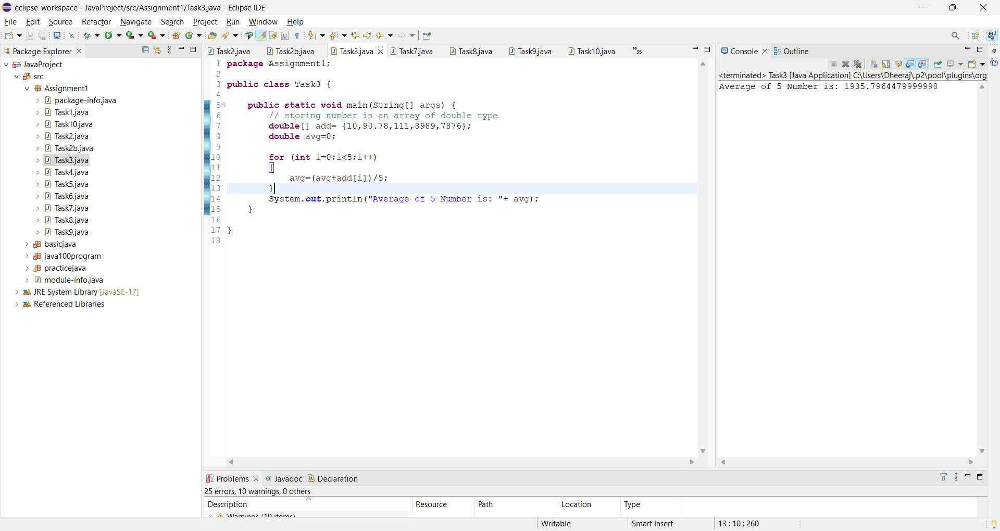 eclipse-workspace - JavaProject/src/Assignment1/Task3.java - Eclipse IDE
File Edit Source Refactor Navigate Search Project Run Window Help
Package Explorer
JavaProject
src
Assignment1
package-info.java
Task1.java
Task10.java
Task2.java
Task2b.java
Task3.java
Task4.java
Task5.java
Task6.java
Task7.java
Task8.java
Task9.java
basicjava
java100program
practicejava
module-info.java
JRE System Library [JavaSE-17]
Referenced Libraries
Task2.java Task2b.java Task3.java Task7.java Task8.java Task9.java Task10.java »35
1 package Assignment1;
2
3 public class Task3 {
4
5 public static void main(String[] args) {
6 // storing number in an array of double type
7 double[] add= {10,90.78,111,8989,7876};
8 double avg=0;
9
10 for (int i=0;i<5;i++)
11 {
12 avg=(avg+add[i])/5;
13 }
14 System.out.println("Average of 5 Number is: "+ avg);
15 }
16
17 }
18
Console Outline
<terminated> Task3 [Java Application] C:\Users\Dheeraj\.p2\pool\plugins\org
Average of 5 Number is: 1935.7964479999998
Problems @ Javadoc Declaration
25 errors, 10 warnings, 0 others
Description Resource Path Location Type
Warnings (10 items)
Writable Smart Insert 13 : 10 : 260